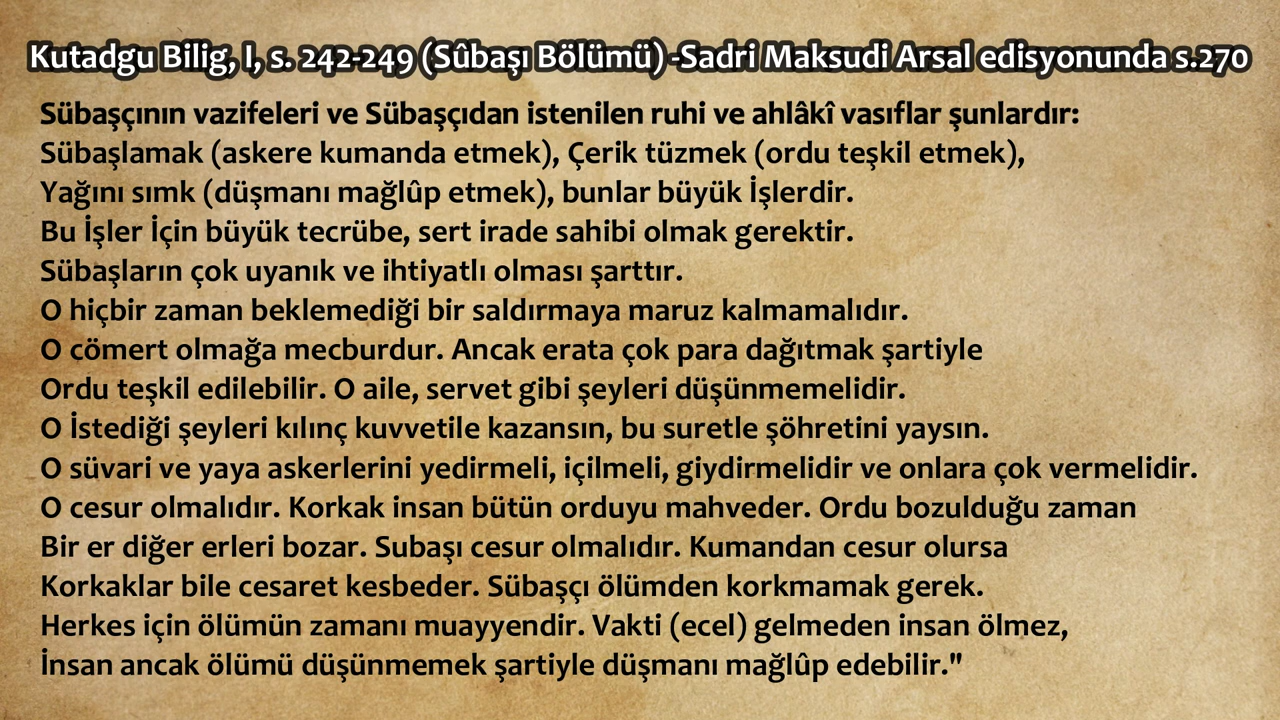 Kutadgu Bilig, I, s. 242-249 (Sûbaşı Bölümü) -Sadri Maksudi Arsal edisyonunda s.270
Sübaşçının vazifeleri ve Sübaşçıdan istenilen ruhi ve ahlâkî vasıflar şunlardır:
Sübaşlamak (askere kumanda etmek), Çerik tüzmek (ordu teşkil etmek),
Yağını sımk (düşmanı mağlûp etmek), bunlar büyük İşlerdir.
Bu İşler İçin büyük tecrübe, sert irade sahibi olmak gerektir.
Sübaşların çok uyanık ve ihtiyatlı olması şarttır.
O hiçbir zaman beklemediği bir saldırmaya maruz kalmamalıdır.
O cömert olmağa mecburdur. Ancak erata çok para dağıtmak şartiyle
Ordu teşkil edilebilir. O aile, servet gibi şeyleri düşünmemelidir.
O İstediği şeyleri kılınç kuvvetile kazansın, bu suretle şöhretini yaysın.
O süvari ve yaya askerlerini yedirmeli, içilmeli, giydirmelidir ve onlara çok vermelidir.
O cesur olmalıdır. Korkak insan bütün orduyu mahveder. Ordu bozulduğu zaman
Bir er diğer erleri bozar. Subaşı cesur olmalıdır. Kumandan cesur olursa
Korkaklar bile cesaret kesbeder. Sübaşçı ölümden korkmamak gerek.
Herkes için ölümün zamanı muayyendir. Vakti (ecel) gelmeden insan ölmez,
İnsan ancak ölümü düşünmemek şartiyle düşmanı mağlûp edebilir."